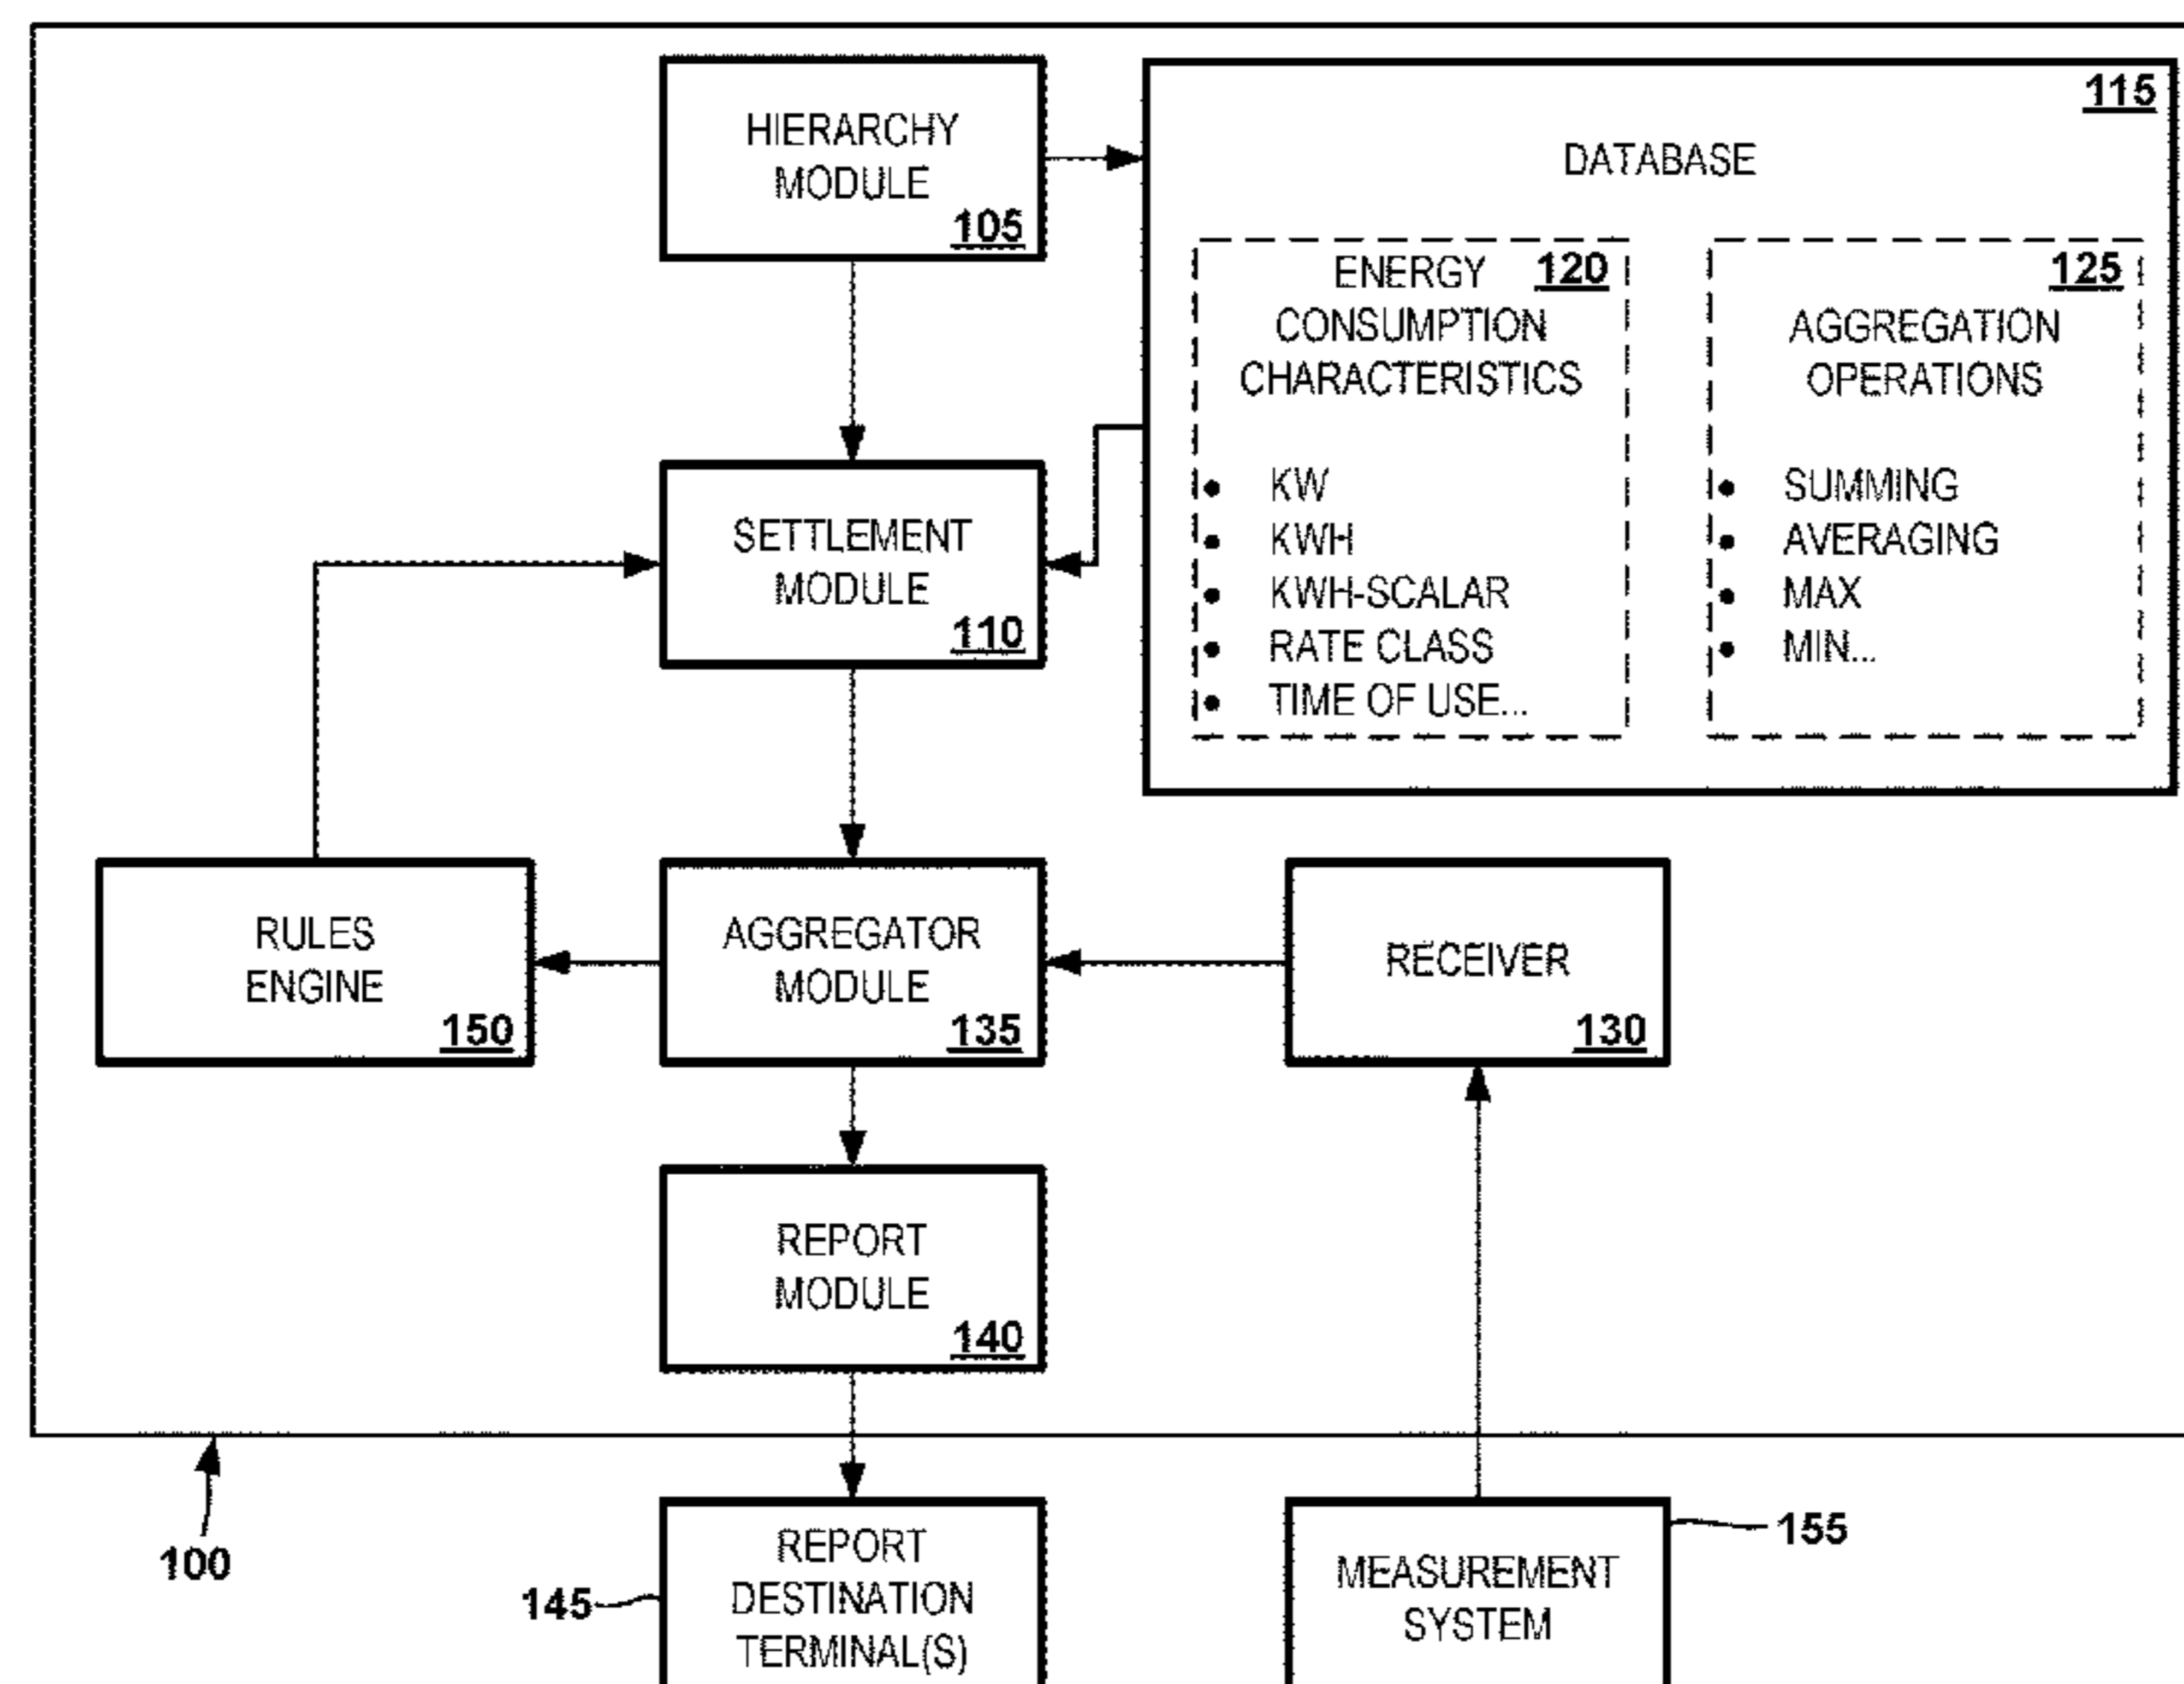 HIERARCHY
MODULE
105
115
DATABASE
ENERGY 120
CONSUMPTION
CHARACTERISTICS
• KW
• KWH
• KWH-SCALAR
• RATE CLASS
• TIME OF USE...
125
AGGREGATION
OPERATIONS
• SUMMING
• AVERAGING
• MAX
• MIN...
SETTLEMENT
MODULE
110
RULES
ENGINE
150
AGGREGATOR
MODULE
135
RECEIVER
130
REPORT
MODULE
140
100
145
REPORT
DESTINATION
TERMINAL(S)
MEASUREMENT
SYSTEM
155